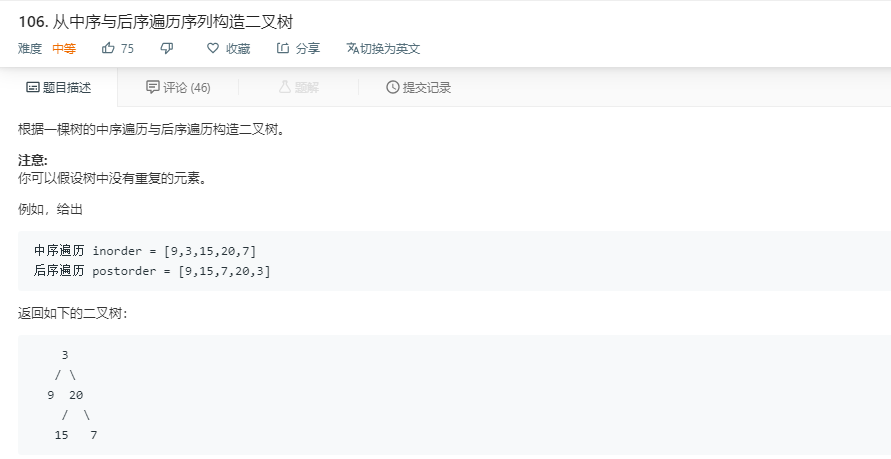 106. 从中序与后序遍历序列构造二叉树
难度 中等 75 收藏 分享 切换为英文
题目描述 评论 (46) 题解 提交记录
根据一棵树的中序遍历与后序遍历构造二叉树。
注意:
你可以假设树中没有重复的元素。
例如，给出
中序遍历 inorder = [9,3,15,20,7]
后序遍历 postorder = [9,15,7,20,3]
返回如下的二叉树：
3
/ \
9 20
/ \
15 7